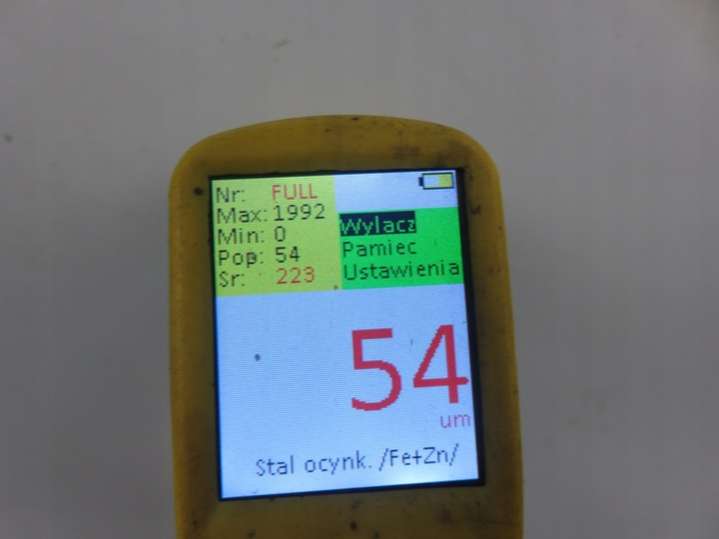 Nr: FULL
Max: 1992
Min: 0
Pop: 54
Sr: 223
Wylacz
Pamiec
Ustawienia
54
um
Stal ocynk. /Fe+Zn/